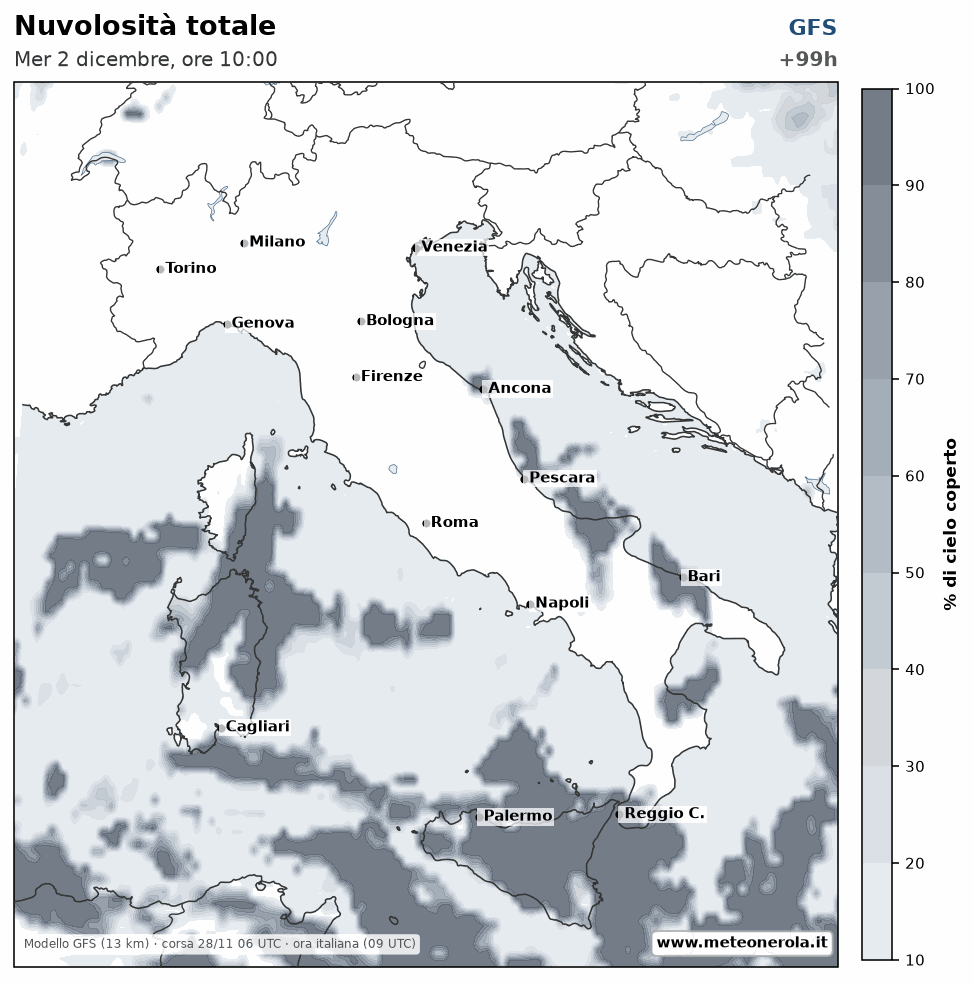 Nuvolosità totale
GFS
Mer 2 dicembre, ore 10:00
+99h
100
90
80
70
60
50
40
30
20
10
% di cielo coperto
Milano
Venezia
Torino
Genova
Bologna
Firenze
Ancona
Pescara
Roma
Bari
Napoli
Cagliari
Palermo
Reggio C.
Modello GFS (13 km) · corsa 28/11 06 UTC · ora italiana (09 UTC)
www.meteonerola.it